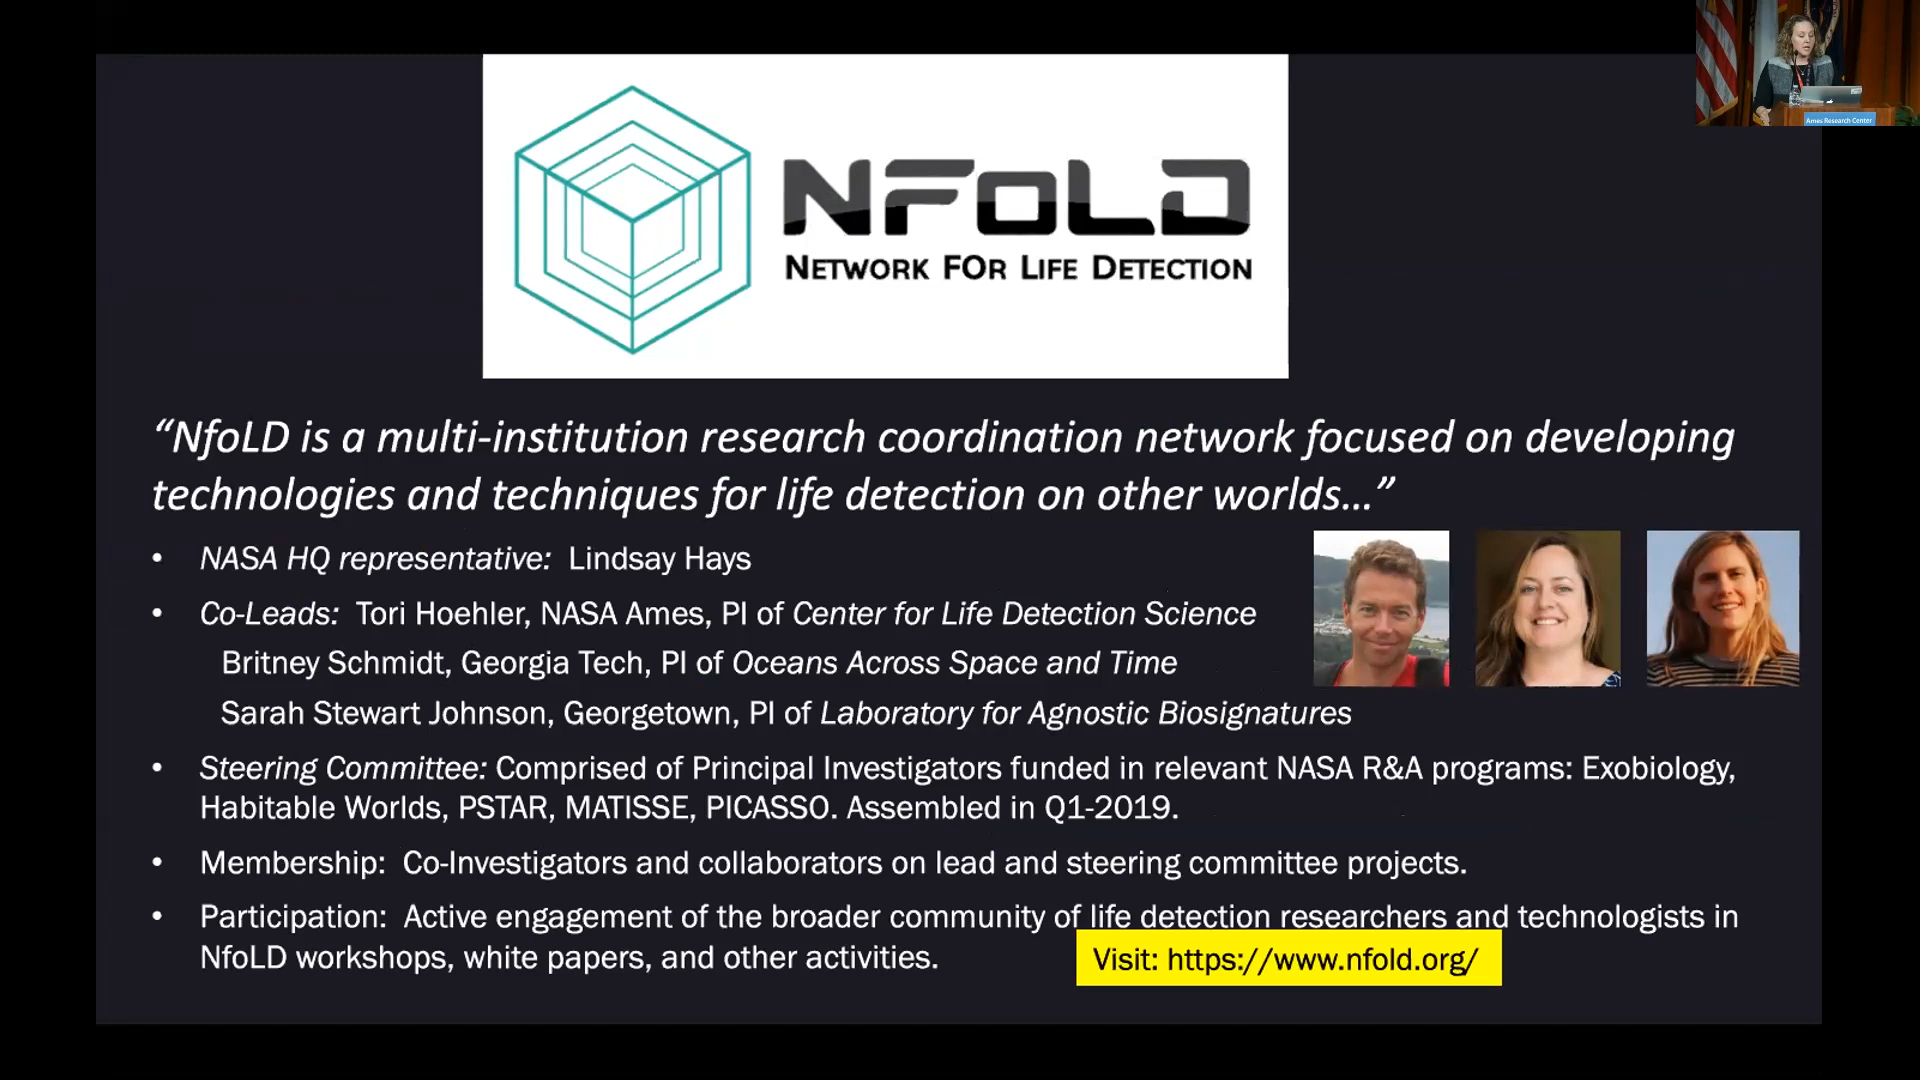 Ames Research Center
NFOLD
NETWORK FOR LIFE DETECTION
“NfoLD is a multi-institution research coordination network focused on developing
technologies and techniques for life detection on other worlds…”
• NASA HQ representative: Lindsay Hays
• Co-Leads: Tori Hoehler, NASA Ames, PI of Center for Life Detection Science
Britney Schmidt, Georgia Tech, PI of Oceans Across Space and Time
Sarah Stewart Johnson, Georgetown, PI of Laboratory for Agnostic Biosignatures
• Steering Committee: Comprised of Principal Investigators funded in relevant NASA R&A programs: Exobiology,
Habitable Worlds, PSTAR, MATISSE, PICASSO. Assembled in Q1-2019.
• Membership: Co-Investigators and collaborators on lead and steering committee projects.
• Participation: Active engagement of the broader community of life detection researchers and technologists in
NfoLD workshops, white papers, and other activities.
Visit: https://www.nfold.org/